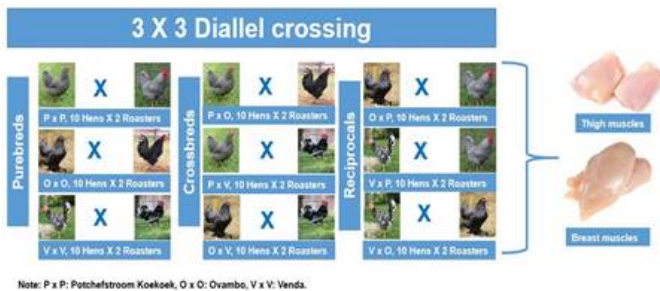 3 X 3 Diallel crossing
Purebreds
X
P x P, 10 Hens X 2 Roasters
X
O x O, 10 Hens X 2 Roasters
X
V x V, 10 Hens X 2 Roasters
Crossbreds
X
P x O, 10 Hens X 2 Roasters
X
P x V, 10 Hens X 2 Roasters
X
O x V, 10 Hens X 2 Roasters
Reciprocals
X
O x P, 10 Hens X 2 Roasters
X
V x P, 10 Hens X 2 Roasters
X
V x O, 10 Hens X 2 Roasters
Thigh muscles
Breast muscles
Note: P x P: Potchefstroom Koekoek, O x O: Ovambo, V x V: Venda.